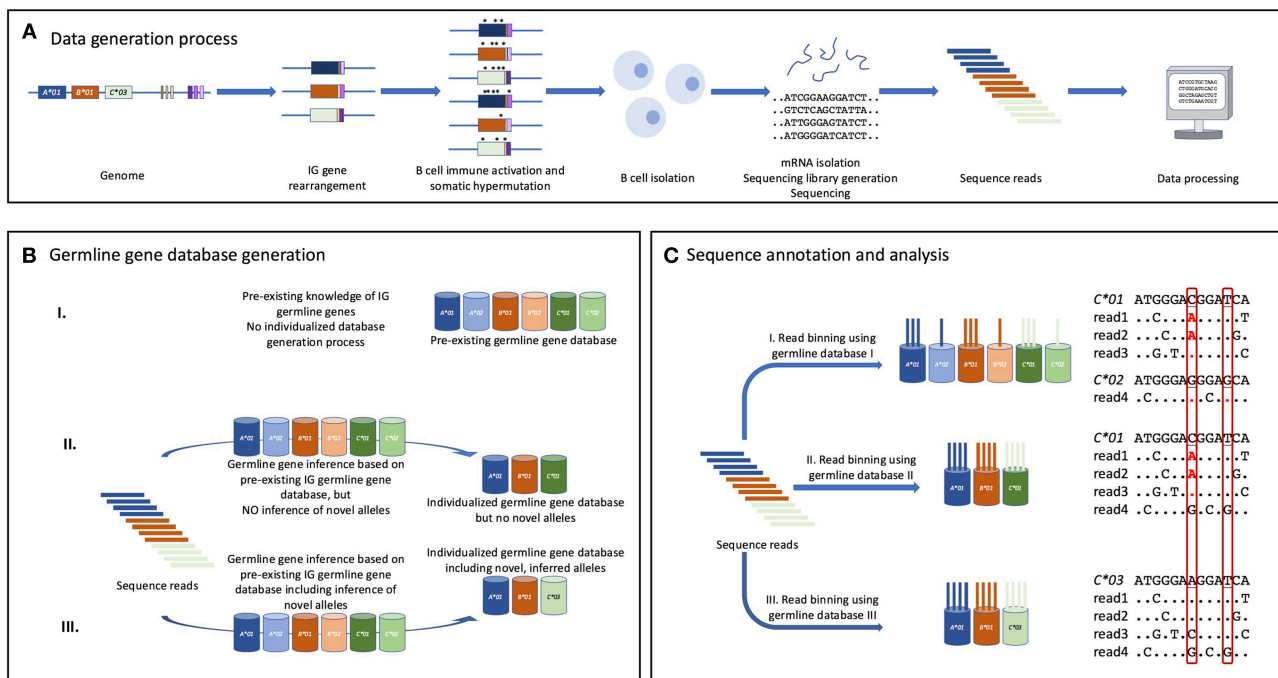 A Data generation process
A*01 B*01 C*03
Genome
IG gene
rearrangement
B cell immune activation and
somatic hypermutation
B cell isolation
..ATCGGAAGGATCT..
..GTCTCAGCTATTA..
..ATTGGGAGTATCT..
..ATGGGGATCATCT..
mRNA isolation
Sequencing library generation
Sequencing
Sequence reads
ATCCGTGCTAAG
CTGGGATGGACG
GGCTAGAGCTGT
GTCTGAAATCGT
Data processing
B Germline gene database generation
I.
Pre-existing knowledge of IG
germline genes
No individualized database
generation process
A*01 A*02 B*01 B*02 C*01 C*02
Pre-existing germline gene database
II.
A*01 A*02 B*01 B*02 C*01 C*02
Germline gene inference based on
pre-existing IG germline gene
database, but
NO inference of novel alleles
A*01 B*01 C*01
Individualized germline gene database
but no novel alleles
Sequence reads
III.
Germline gene inference based on
pre-existing IG germline gene
database including inference of
novel alleles
A*01 A*02 B*01 B*02 C*01 C*02
Individualized germline gene database
including novel, inferred alleles
A*01 B*01 C*03
C Sequence annotation and analysis
Sequence reads
I. Read binning using
germline database I
A*01 A*02 B*01 B*02 C*01 C*02
II. Read binning using
germline database II
A*01 B*01 C*01
III. Read binning using
germline database III
A*01 B*01 C*03
C*01 ATGGGACGGATCA
read1 ..C...A.....T
read2 ...C..A....G.
read3 ..G.T.......C
C*02 ATGGGAGGGAGCA
read4 .C......C....
C*01 ATGGGACGGATCA
read1 ..C...A.....T
read2 ...C..A....G.
read3 ..G.T.......C
read4 .C....G.C.G..
C*03 ATGGGAAGGATCA
read1 ..C.........T
read2 ...C.......G.
read3 ..G.T.C.....C
read4 .C....G.C.G..